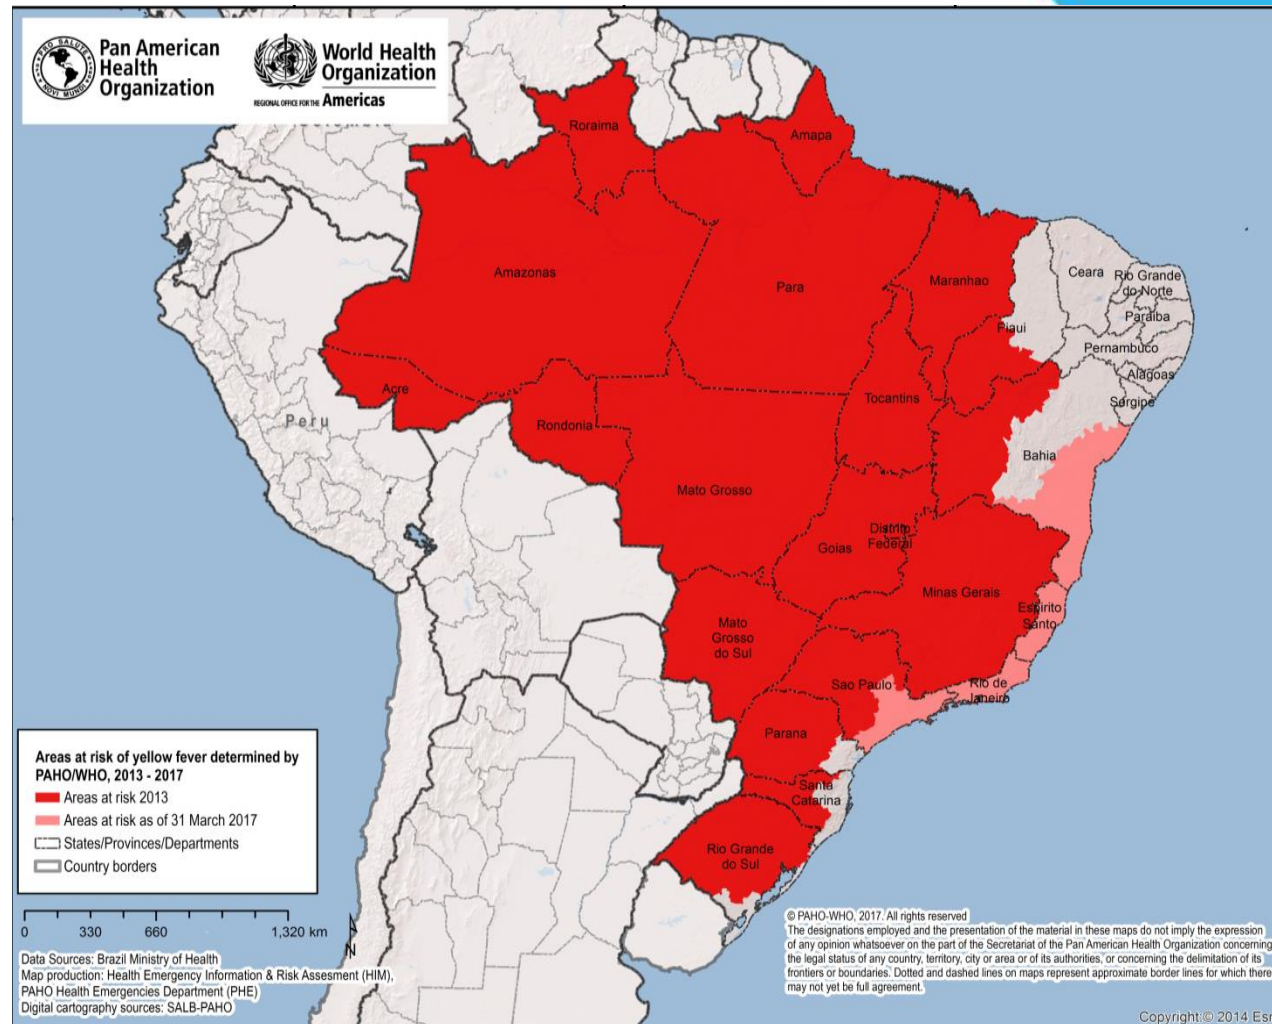 Pan American
Health
Organization
PRO SALUTE
NOVI MUNDI
World Health
Organization
REGIONAL OFFICE FOR THE Americas
Roraima
Amapa
Amazonas
Para
Maranhao
Ceara
Rio Grande
do Norte
Paraiba
Piaui
Pernambuco
Alagoas
Sergipe
Acre
Tocantins
Peru
Rondonia
Bahia
Mato Grosso
Distrito
Federal
Goias
Minas Gerais
Espirito
Santo
Mato
Grosso
do Sul
Sao Paulo
Rio de
Janeiro
Parana
Santa
Catarina
Rio Grande
do Sul
Areas at risk of yellow fever determined by
PAHO/WHO, 2013 - 2017
Areas at risk 2013
Areas at risk as of 31 March 2017
States/Provinces/Departments
Country borders
0 330 660 1,320 km
N
Data Sources: Brazil Ministry of Health
Map production: Health Emergency Information & Risk Assesment (HIM),
PAHO Health Emergencies Department (PHE)
Digital cartography sources: SALB-PAHO
© PAHO-WHO, 2017. All rights reserved
The designations employed and the presentation of the material in these maps do not imply the expression
of any opinion whatsoever on the part of the Secretariat of the Pan American Health Organization concerning
the legal status of any country, territory, city or area or of its authorities, or concerning the delimitation of its
frontiers or boundaries. Dotted and dashed lines on maps represent approximate border lines for which there
may not yet be full agreement.
Copyright:© 2014 Esr